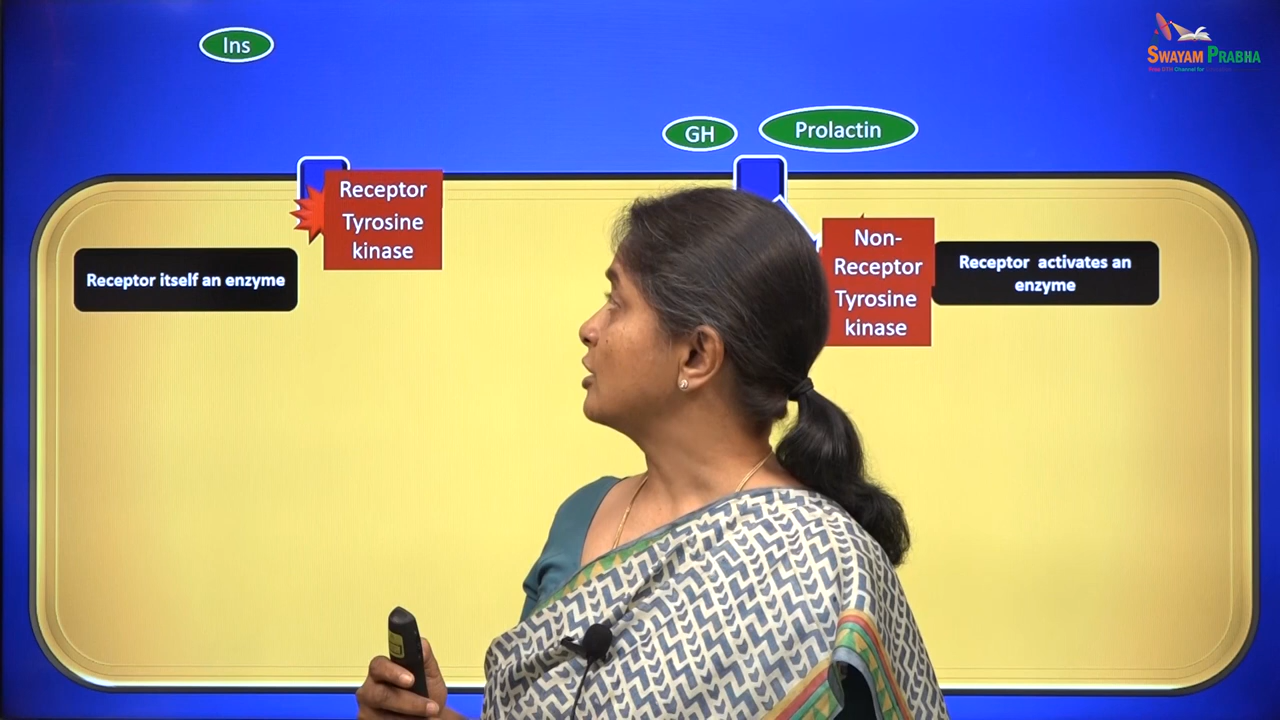 Ins
SWAYAM PRABHA
GH
Prolactin
Receptor
Tyrosine
kinase
Receptor itself an enzyme
Non-
Receptor
Tyrosine
kinase
Receptor activates an
enzyme